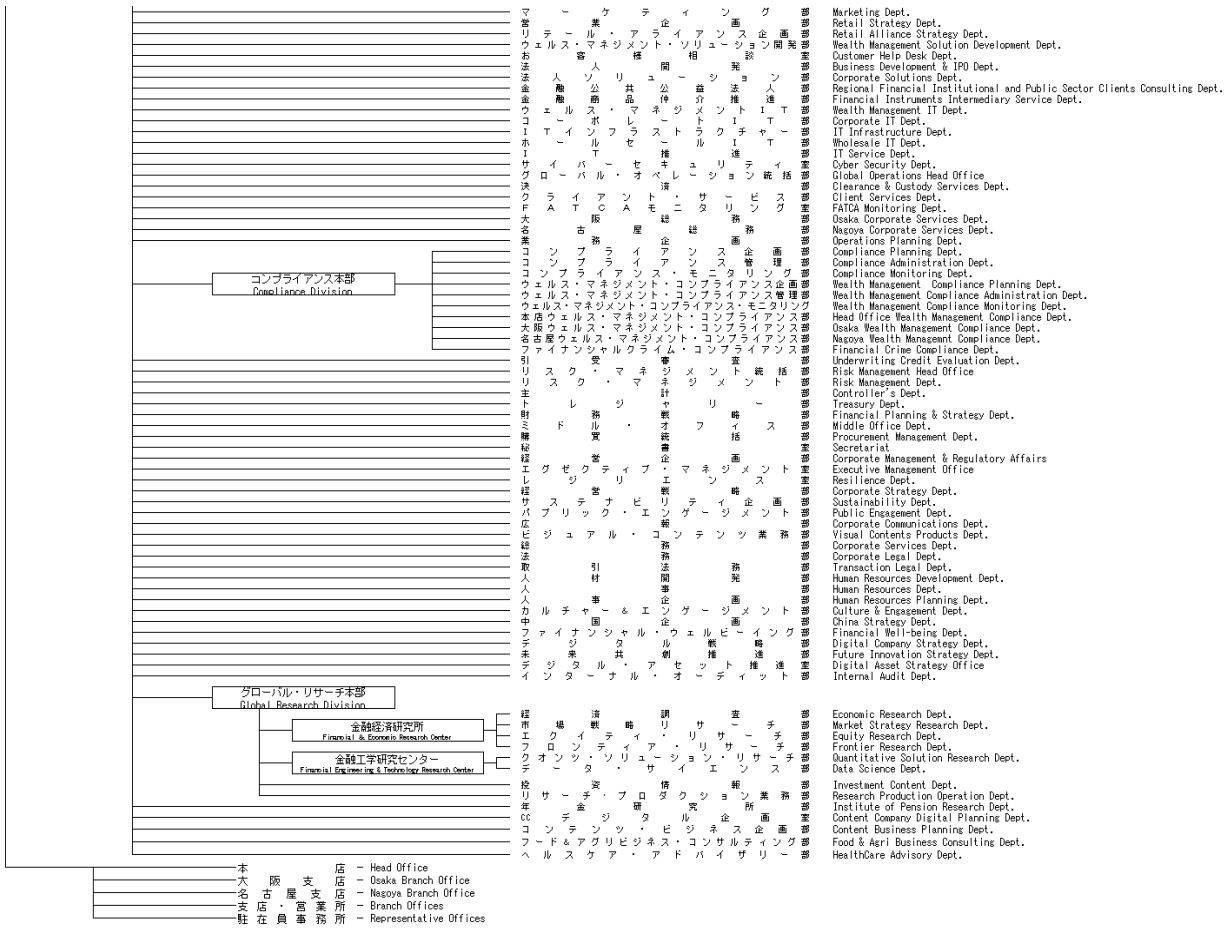 マーケティング部 Marketing Dept.
営業企画部 Retail Strategy Dept.
リテール・アライアンス企画部 Retail Alliance Strategy Dept.
ウェルス・マネジメント・ソリューション開発部 Wealth Management Solution Development Dept.
お客様相談室 Customer Help Desk Dept.
法人開発部 Business Development & IPO Dept.
法人ソリューション部 Corporate Solutions Dept.
金融公共公益法人部 Regional Financial Institutional and Public Sector Clients Consulting Dept.
金融商品仲介推進部 Financial Instruments Intermediary Service Dept.
ウェルス・マネジメントIT部 Wealth Management IT Dept.
コーポレートIT部 Corporate IT Dept.
ITインフラストラクチャー部 IT Infrastructure Dept.
ホールセールIT部 Wholesale IT Dept.
IT推進部 IT Service Dept.
サイバーセキュリティ室 Cyber Security Dept.
グローバル・オペレーション統括部 Global Operations Head Office
決済部 Clearance & Custody Services Dept.
クライアント・サービス部 Client Services Dept.
FATCAモニタリング室 FATCA Monitoring Dept.
大阪総務部 Osaka Corporate Services Dept.
名古屋総務部 Nagoya Corporate Services Dept.
業務企画部 Operations Planning Dept.
コンプライアンス本部
Compliance Division
コンプライアンス企画部 Compliance Planning Dept.
コンプライアンス管理部 Compliance Administration Dept.
コンプライアンス・モニタリング部 Compliance Monitoring Dept.
ウェルス・マネジメント・コンプライアンス企画部 Wealth Management Compliance Planning Dept.
ウェルス・マネジメント・コンプライアンス管理部 Wealth Management Compliance Administration Dept.
ウェルス・マネジメント・コンプライアンス・モニタリング Wealth Management Compliance Monitoring Dept.
本店ウェルス・マネジメント・コンプライアンス部 Head Office Wealth Management Compliance Dept.
大阪ウェルス・マネジメント・コンプライアンス部 Osaka Wealth Management Compliance Dept.
名古屋ウェルス・マネジメント・コンプライアンス部 Nagoya Wealth Managemnt Compliance Dept.
ファイナンシャルクライム・コンプライアンス部 Financial Crime Compliance Dept.
引受審査部 Underwriting Credit Evaluation Dept.
リスク・マネジメント統括部 Risk Management Head Office
リスク・マネジメント部 Risk Management Dept.
主計部 Controller's Dept.
トレジャリー部 Treasury Dept.
財務戦略部 Financial Planning & Strategy Dept.
ミドル・オフィス部 Middle Office Dept.
購買統括部 Procurement Management Dept.
秘書室 Secretariat
経営企画部 Corporate Management & Regulatory Affairs
エグゼクティブ・マネジメント室 Executive Management Office
レジリエンス室 Resilience Dept.
経営戦略部 Corporate Strategy Dept.
サステナビリティ企画部 Sustainability Dept.
パブリック・エンゲージメント部 Public Engagement Dept.
広報部 Corporate Communications Dept.
ビジュアル・コンテンツ業務部 Visual Contents Products Dept.
総務部 Corporate Services Dept.
法務部 Corporate Legal Dept.
取引法務部 Transaction Legal Dept.
人材開発部 Human Resources Development Dept.
人事部 Human Resources Dept.
人事企画部 Human Resources Planning Dept.
カルチャー&エンゲージメント部 Culture & Engagement Dept.
中国企画部 China Strategy Dept.
ファイナンシャル・ウェルビーイング部 Financial Well-being Dept.
デジタル戦略部 Digital Company Strategy Dept.
未来共創推進部 Future Innovation Strategy Dept.
デジタル・アセット推進室 Digital Asset Strategy Office
インターナル・オーディット部 Internal Audit Dept.
グローバル・リサーチ本部
Global Research Division
金融経済研究所
Financial & Economic Research Center
経済調査部 Economic Research Dept.
市場戦略リサーチ部 Market Strategy Research Dept.
エクイティ・リサーチ部 Equity Research Dept.
フロンティア・リサーチ部 Frontier Research Dept.
金融工学研究センター
Financial Engineering & Technology Research Center
クオンツ・ソリューション・リサーチ部 Quantitative Solution Research Dept.
データ・サイエンス部 Data Science Dept.
投資情報部 Investment Content Dept.
リサーチ・プロダクション業務部 Research Production Operation Dept.
年金研究所部 Institute of Pension Research Dept.
CCデジタル企画室 Content Company Digital Planning Dept.
コンテンツ・ビジネス企画部 Content Business Planning Dept.
フード&アグリビジネス・コンサルティング部 Food & Agri Business Consulting Dept.
ヘルスケア・アドバイザリー部 HealthCare Advisory Dept.
本店 - Head Office
大阪支店 - Osaka Branch Office
名古屋支店 - Nagoya Branch Office
支店・営業所 - Branch Offices
駐在員事務所 - Representative Offices